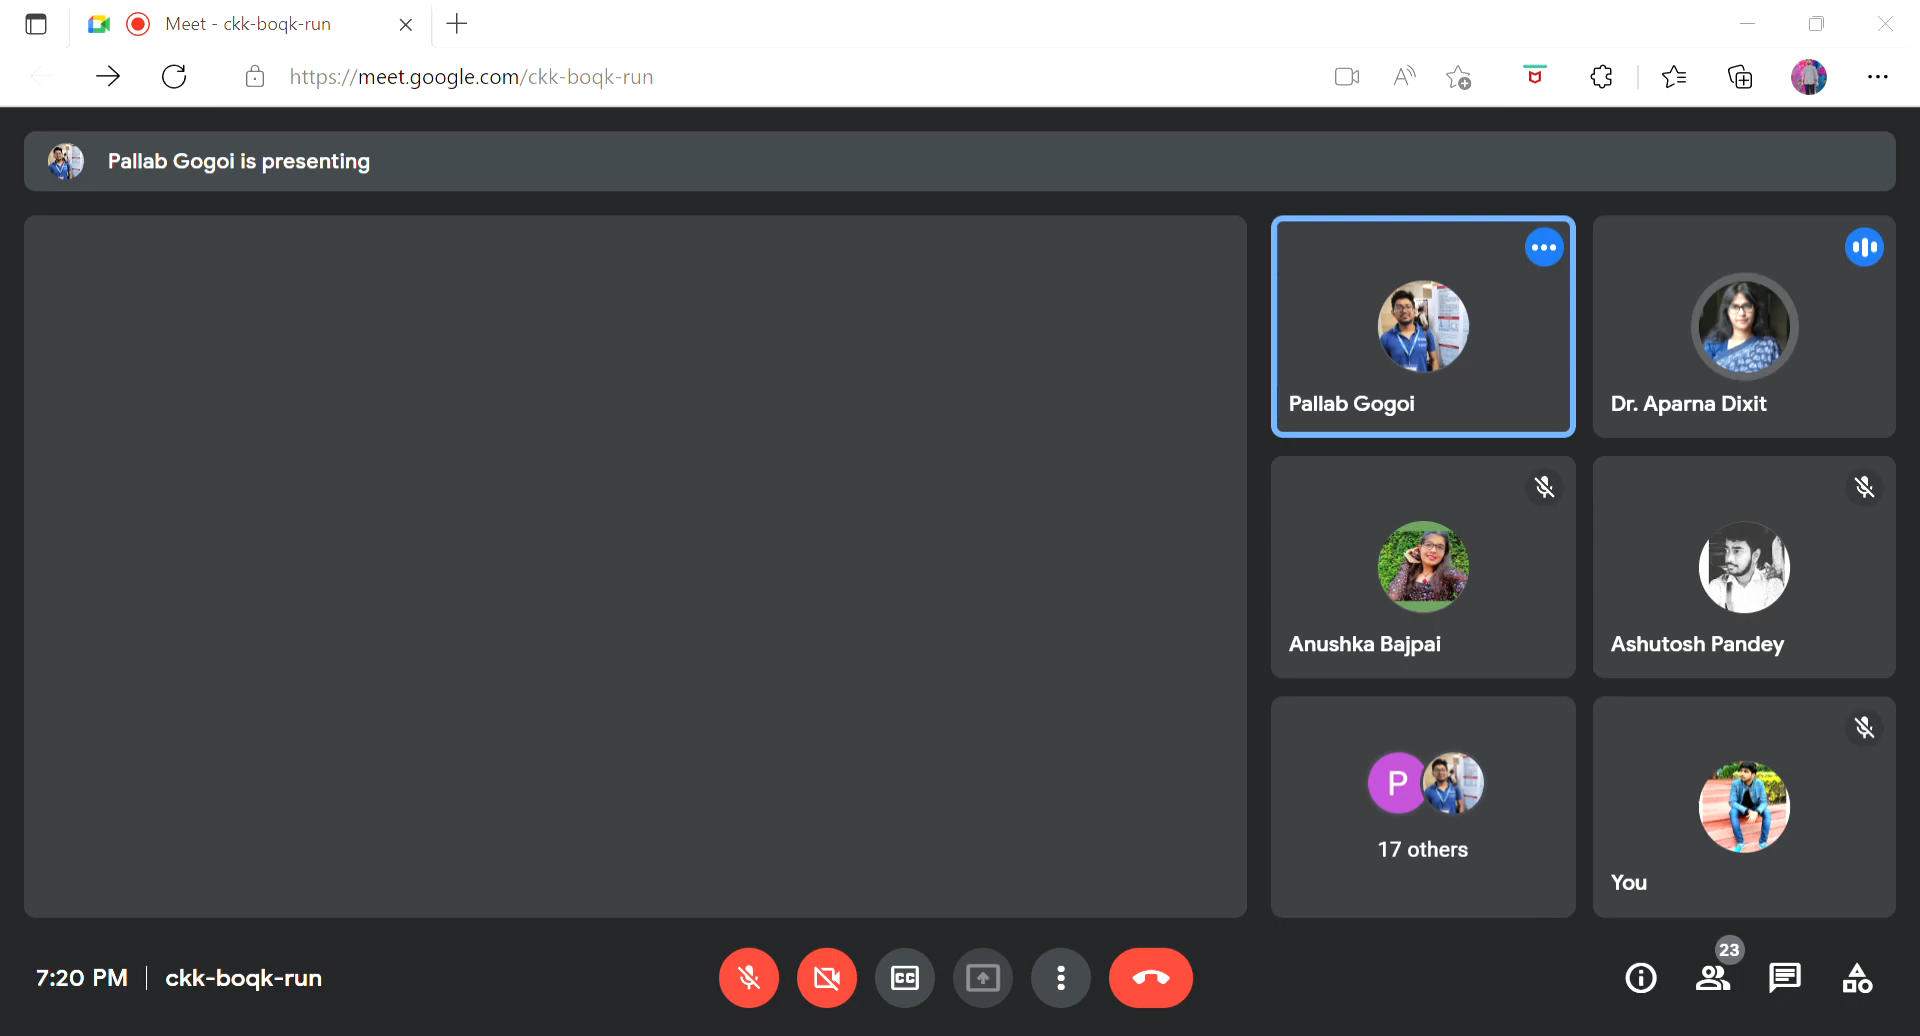 Meet - ckk-boqk-run
https://meet.google.com/ckk-boqk-run
Pallab Gogoi is presenting
Pallab Gogoi
Dr. Aparna Dixit
Anushka Bajpai
Ashutosh Pandey
P
17 others
You
7:20 PM
ckk-boqk-run
CC
23